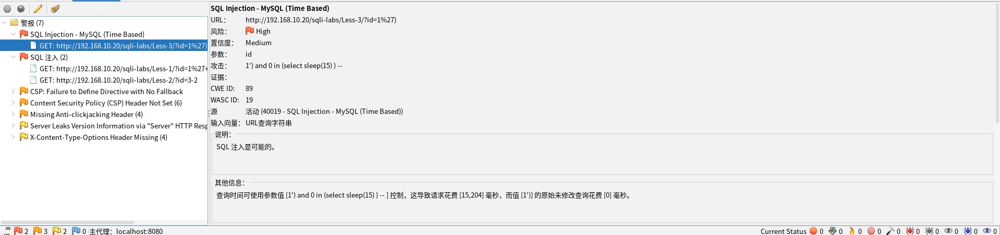 警报 (7)
SQL Injection - MySQL (Time Based)
GET: http://192.168.10.20/sqli-labs/Less-3/?id=1%27)
SQL 注入 (2)
GET: http://192.168.10.20/sqli-labs/Less-1/?id=1%27+
GET: http://192.168.10.20/sqli-labs/Less-2/?id=3-2
CSP: Failure to Define Directive with No Fallback
Content Security Policy (CSP) Header Not Set (6)
Missing Anti-clickjacking Header (4)
Server Leaks Version Information via "Server" HTTP Resp
X-Content-Type-Options Header Missing (4)
SQL Injection - MySQL (Time Based)
URL: http://192.168.10.20/sqli-labs/Less-3/?id=1%27)
风险: High
置信度: Medium
参数: id
攻击: 1') and 0 in (select sleep(15) ) --
证据:
CWE ID: 89
WASC ID: 19
源 活动 (40019 - SQL Injection - MySQL (Time Based))
输入向量: URL查询字符串
说明:
SQL 注入是可能的。
其他信息:
查询时间可使用参数值 [1') and 0 in (select sleep(15) ) -- ] 控制，这导致请求花费 [15,204] 毫秒，而值 [1')] 的原始未修改查询花费 [0] 毫秒。
2 3 2 0 主代理: localhost:8080
Current Status 0 0 0 0 0 0 0 0 0 0